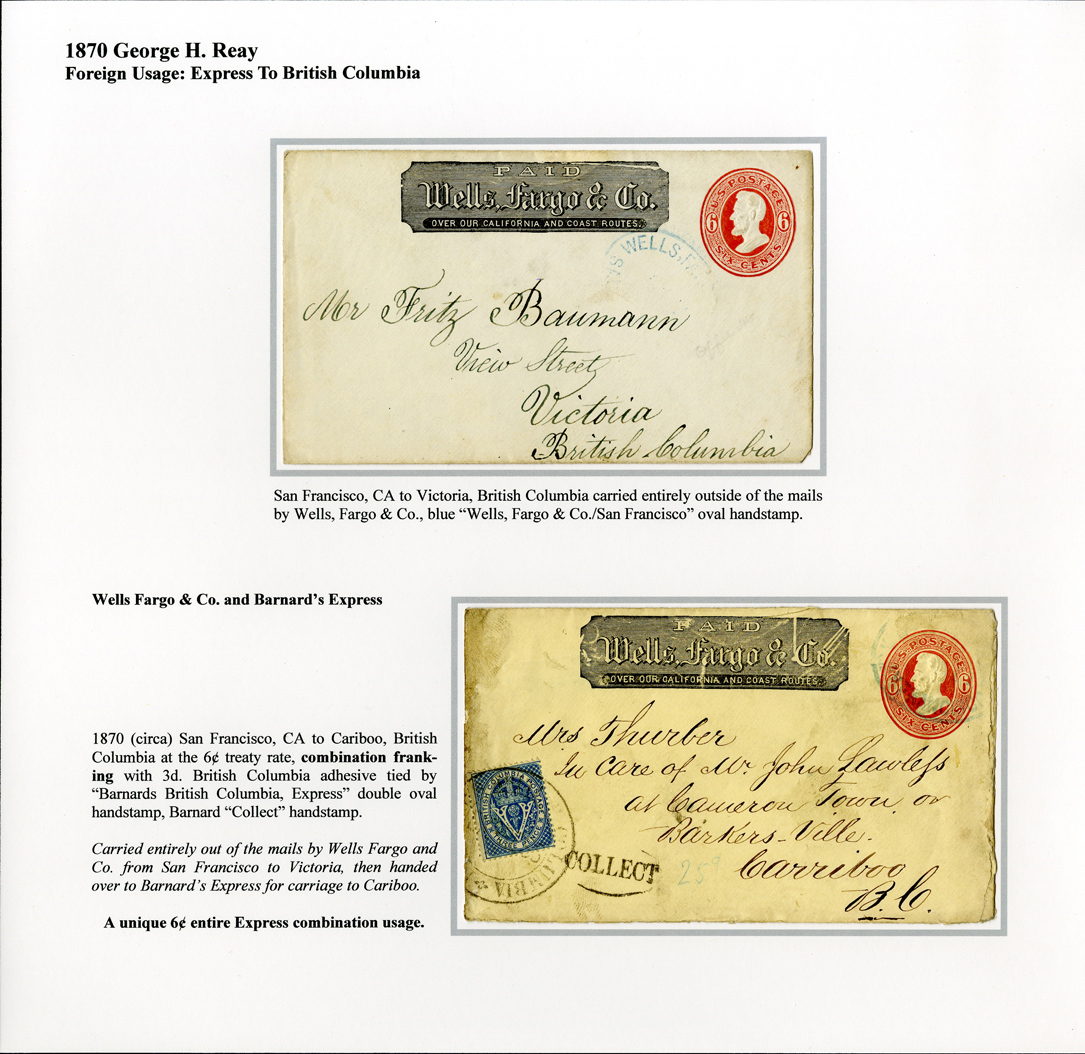 1870 George H. Reay
Foreign Usage: Express To British Columbia
PAID
Wells, Fargo & Co.
OVER OUR CALIFORNIA AND COAST ROUTES.
U.S. POSTAGE
6 6
SIX CENTS
WELLS, F
Mr Fritz Baumann
View Street
Victoria
British Columbia
San Francisco, CA to Victoria, British Columbia carried entirely outside of the mails
by Wells, Fargo & Co., blue “Wells, Fargo & Co./San Francisco” oval handstamp.
Wells Fargo & Co. and Barnard’s Express
1870 (circa) San Francisco, CA to Cariboo, British
Columbia at the 6¢ treaty rate, combination frank-
ing with 3d. British Columbia adhesive tied by
“Barnards British Columbia, Express” double oval
handstamp, Barnard “Collect” handstamp.
Carried entirely out of the mails by Wells Fargo and
Co. from San Francisco to Victoria, then handed
over to Barnard’s Express for carriage to Cariboo.
A unique 6¢ entire Express combination usage.
PAID
Wells, Fargo & Co.
OVER OUR CALIFORNIA AND COAST ROUTES.
U.S. POSTAGE
6 6
SIX CENTS
Mrs Thurber
In Care of Mr John Lawless
at Cameron Town or
Barkers-Ville.
Carriboo
B.C.
BRITISH COLUMBIA POSTAGE
V
THREE PENCE
UMBIA
COLLECT
25